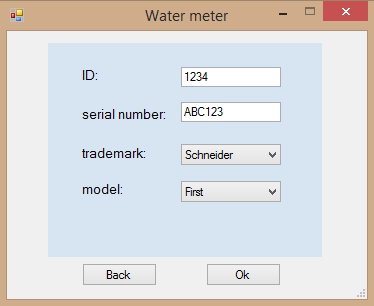 Water meter
ID: 1234
serial number: ABC123
trademark: Schneider
model: First
Back Ok